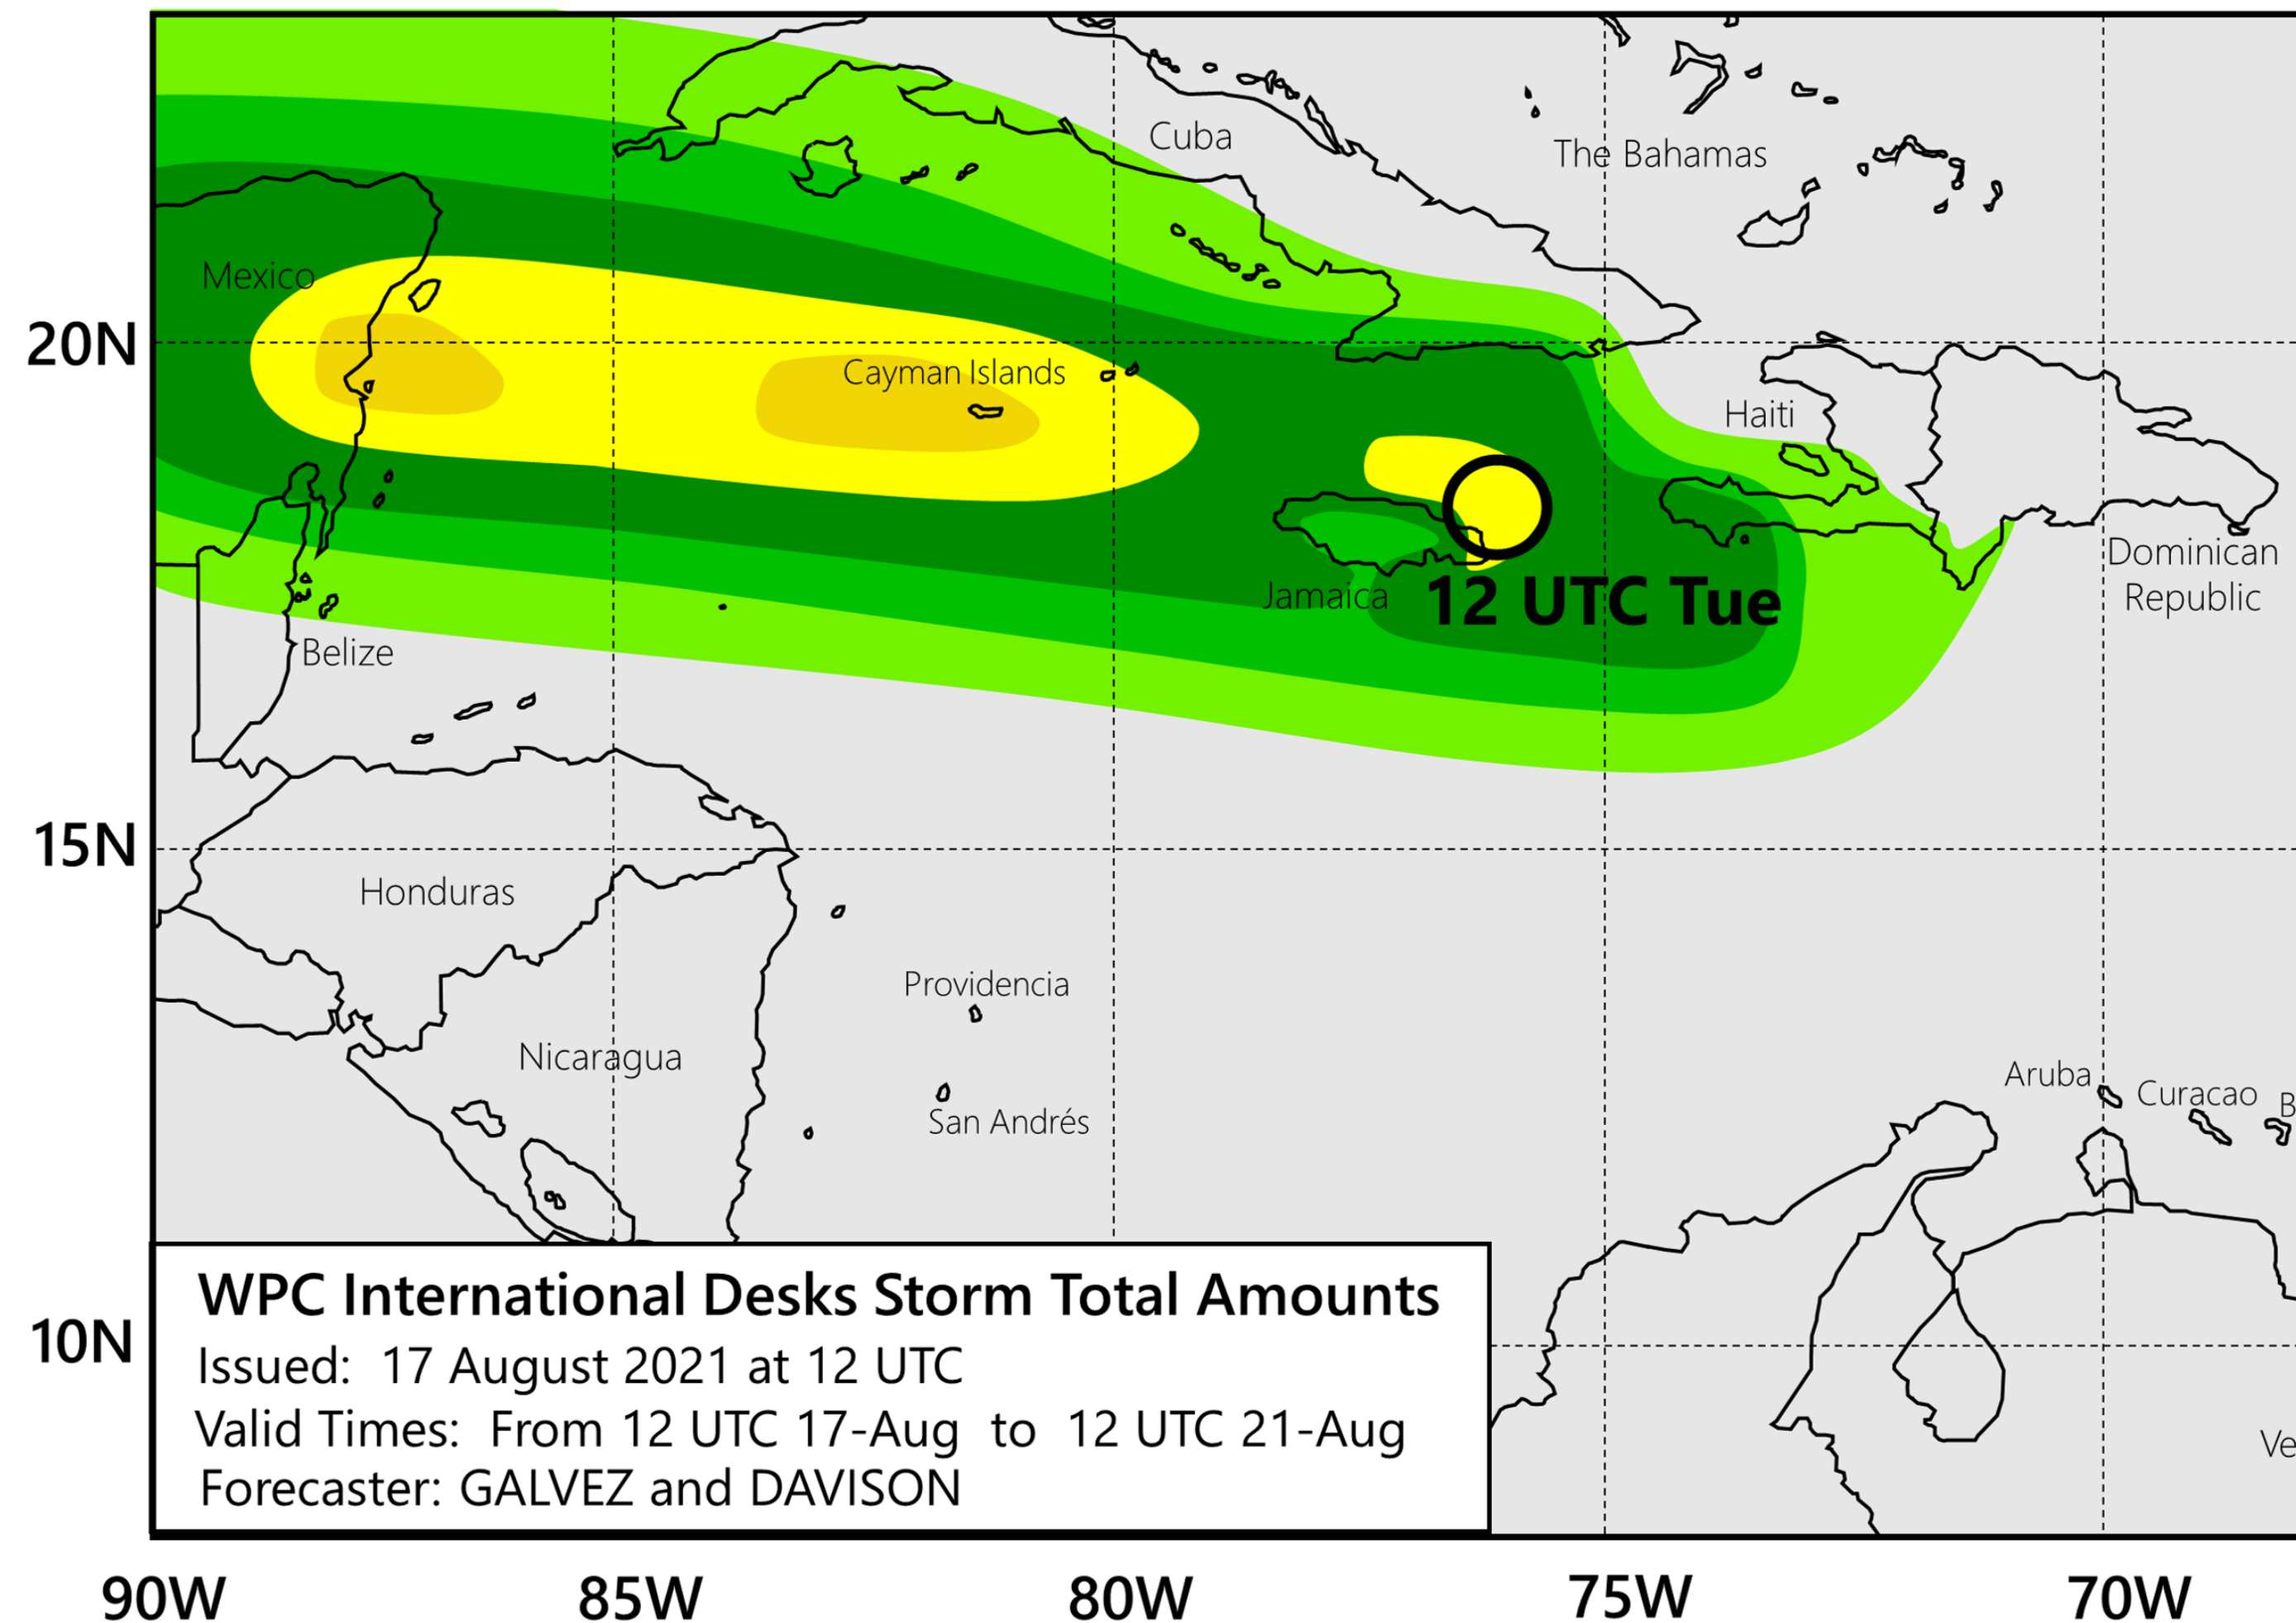 Cuba
The Bahamas
Mexico
20N
Cayman Islands
Haiti
Dominican
Republic
Jamaica
12 UTC Tue
Belize
15N
Honduras
Providencia
Nicaragua
San Andrés
Aruba
Curacao
B
10N
Ve
WPC International Desks Storm Total Amounts
Issued: 17 August 2021 at 12 UTC
Valid Times: From 12 UTC 17-Aug to 12 UTC 21-Aug
Forecaster: GALVEZ and DAVISON
90W 85W 80W 75W 70W